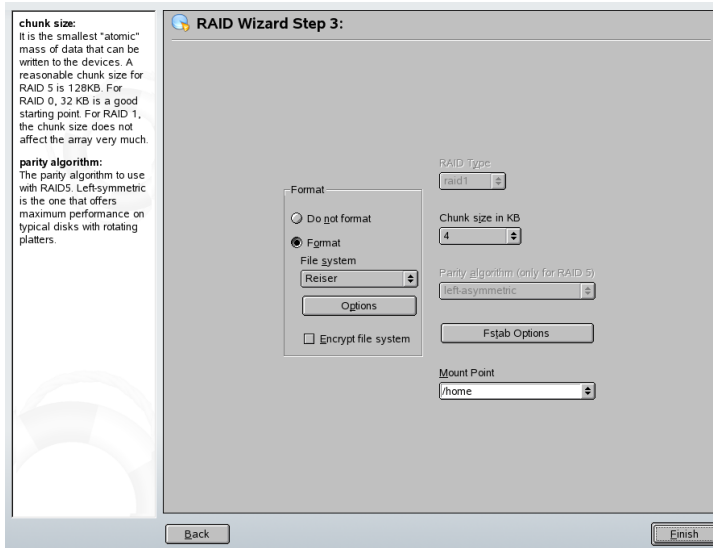 chunk size:
It is the smallest "atomic"
mass of data that can be
written to the devices. A
reasonable chunk size for
RAID 5 is 128KB. For
RAID 0, 32 KB is a good
starting point. For RAID 1,
the chunk size does not
affect the array very much.
parity algorithm:
The parity algorithm to use
with RAID5. Left-symmetric
is the one that offers
maximum performance on
typical disks with rotating
platters.
RAID Wizard Step 3:
Format
Do not format
Format
File system
Reiser
Options
Encrypt file system
RAID Type
raid1
Chunk size in KB
4
Parity algorithm (only for RAID 5)
left-asymmetric
Fstab Options
Mount Point
/home
Back
Finish